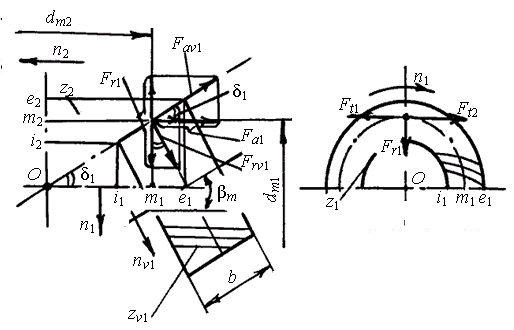 d_m2
n_2
F_av1
F_r1
z_2
δ_1
e_2
m_2
i_2
F_a1
F_rv1
O
δ_1
i_1
m_1
e_1
β_m
d_m1
n_1
n_v1
b
z_v1
n_1
F_t1
F_t2
F_r1
z_1
O
i_1
m_1
e_1